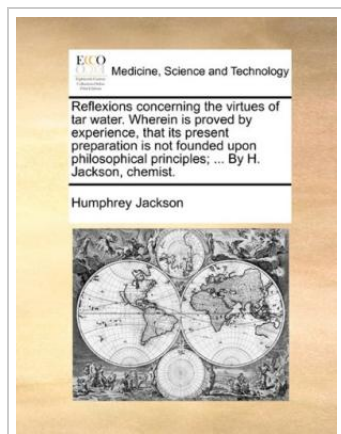 ECCO
Medicine, Science and Technology
Reflexions concerning the virtues of
tar water. Wherein is proved by
experience, that its present
preparation is not founded upon
philosophical principles; ... By H.
Jackson, chemist.
Humphrey Jackson